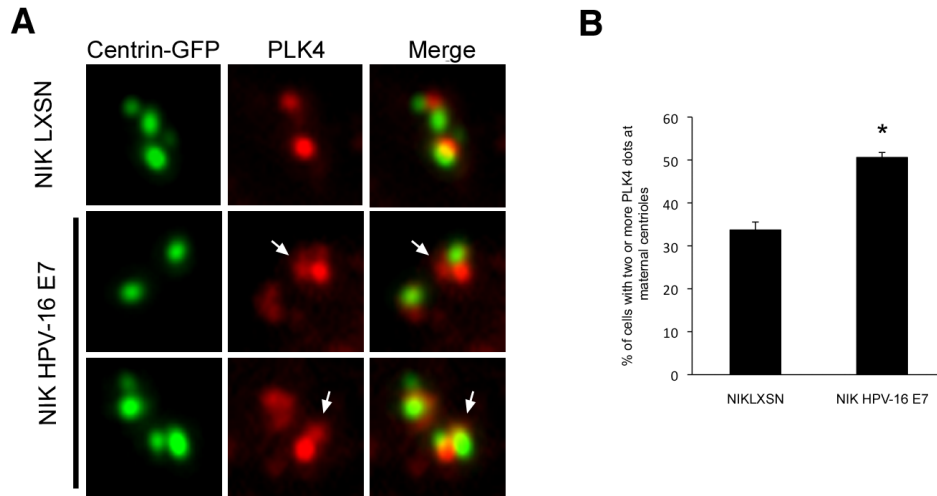 A
Centrin-GFP PLK4 Merge
NIK LXSN
NIK HPV-16 E7
B
% of cells with two or more PLK4 dots at
maternal centrioles
60
50
40
30
20
10
0
*
NIKLXSN NIK HPV-16 E7